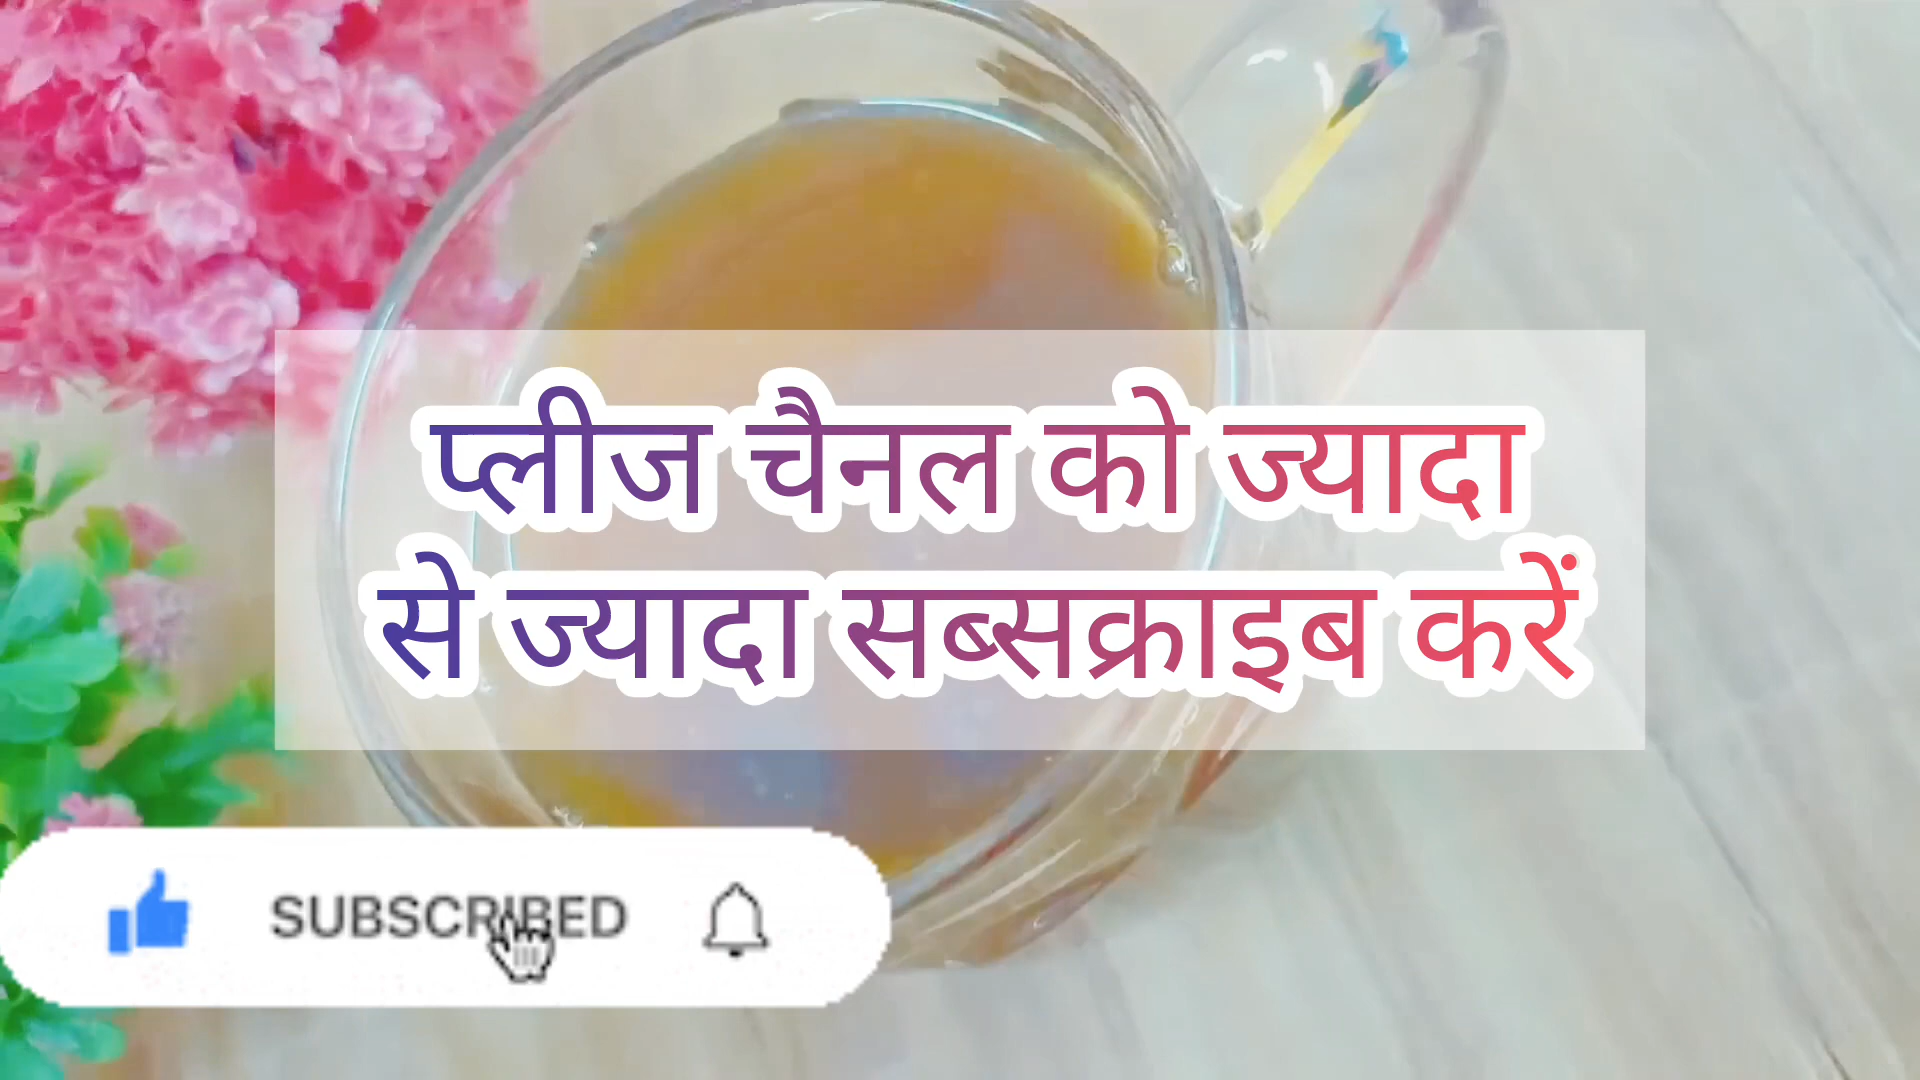 प्लीज चैनल को ज्यादा
से ज्यादा सब्सक्राइब करें
SUBSCRIBED